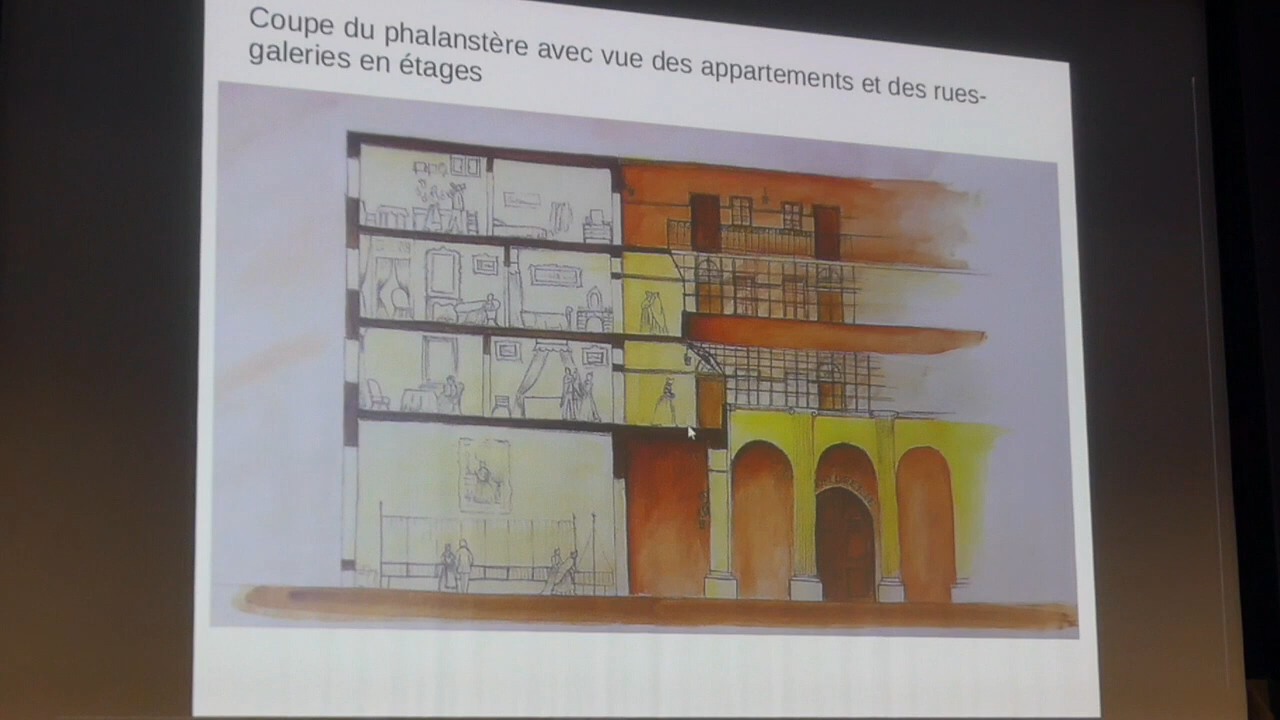 Coupe du phalanstère avec vue des appartements et des rues-
galeries en étages